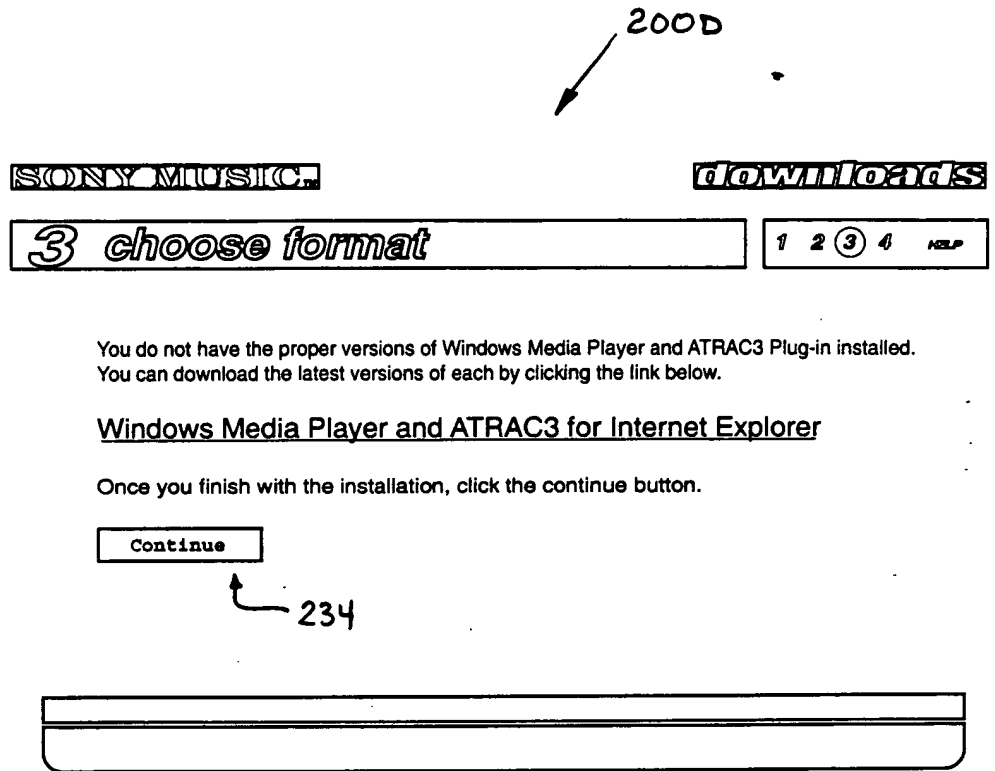 200D
SONY MUSIC™
downloads
3 choose format
1 2 3 4 HELP
You do not have the proper versions of Windows Media Player and ATRAC3 Plug-in installed.
You can download the latest versions of each by clicking the link below.
Windows Media Player and ATRAC3 for Internet Explorer
Once you finish with the installation, click the continue button.
Continue
234